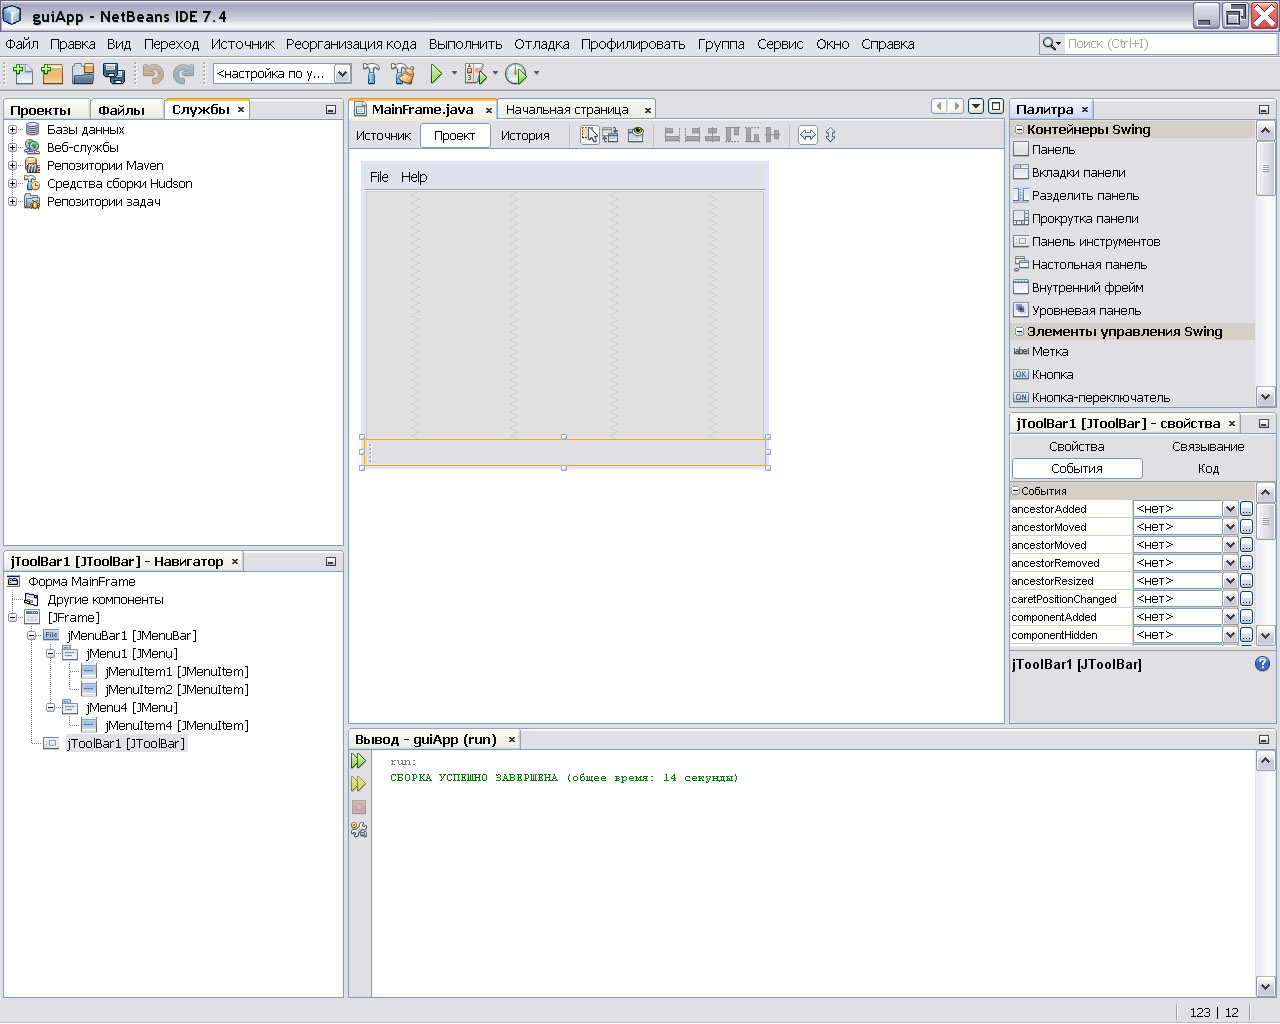 guiApp - NetBeans IDE 7.4
Файл Правка Вид Переход Источник Реорганизация кода Выполнить Отладка Профилировать Группа Сервис Окно Справка
Поиск (Ctrl+I)
<настройка по у...
Проекты Файлы Службы
Базы данных
Веб-службы
Репозитории Maven
Средства сборки Hudson
Репозитории задач
jToolBar1 [JToolBar] - Навигатор
Форма MainFrame
Другие компоненты
[JFrame]
File jMenuBar1 [JMenuBar]
jMenu1 [JMenu]
jMenuItem1 [JMenuItem]
jMenuItem2 [JMenuItem]
jMenu4 [JMenu]
jMenuItem4 [JMenuItem]
jToolBar1 [JToolBar]
MainFrame.java Начальная страница
Источник Проект История
File Help
Вывод - guiApp (run)
run:
СБОРКА УСПЕШНО ЗАВЕРШЕНА (общее время: 14 секунды)
Палитра
Контейнеры Swing
Панель
Вкладки панели
Разделить панель
Прокрутка панели
Панель инструментов
Настольная панель
Внутренний фрейм
Уровневая панель
Элементы управления Swing
label Метка
OK Кнопка
ON Кнопка-переключатель
jToolBar1 [JToolBar] - свойства
Свойства Связывание
События Код
События
ancestorAdded <нет> ...
ancestorMoved <нет> ...
ancestorMoved <нет> ...
ancestorRemoved <нет> ...
ancestorResized <нет> ...
caretPositionChanged <нет> ...
componentAdded <нет> ...
componentHidden <нет> ...
jToolBar1 [JToolBar]
123 | 12